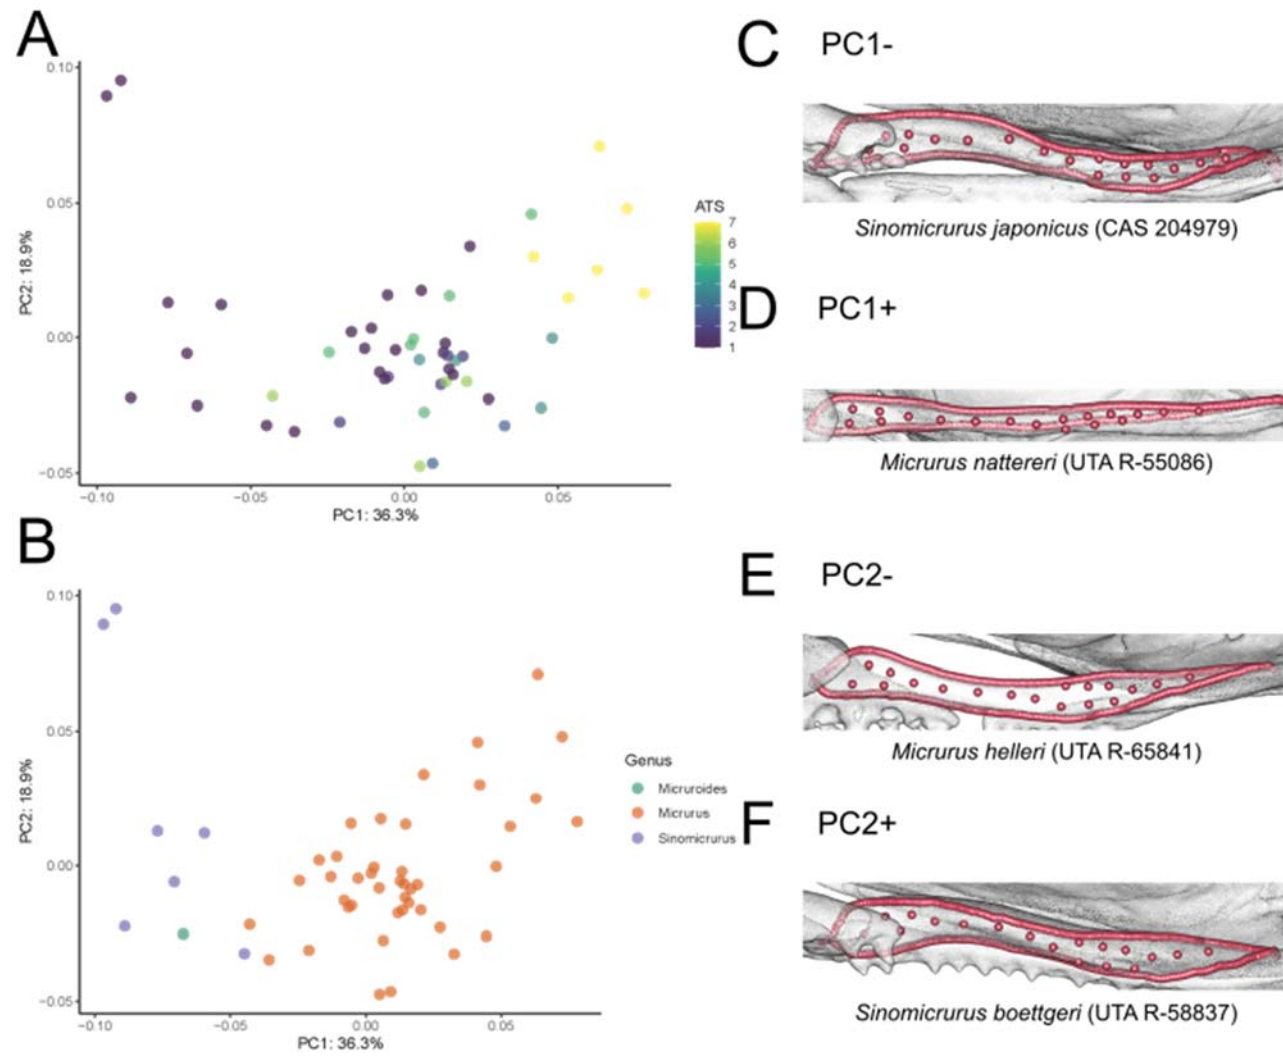 A
0.10
0.05
0.00
−0.05
PC2: 18.9%
−0.10
−0.05
0.00
0.05
PC1: 36.3%
ATS
7
6
5
4
3
2
1
B
0.10
0.05
0.00
−0.05
PC2: 18.9%
−0.10
−0.05
0.00
0.05
PC1: 36.3%
Genus
Micruroides
Micrurus
Sinomicrurus
C PC1-
Sinomicrurus japonicus (CAS 204979)
D PC1+
Micrurus nattereri (UTA R-55086)
E PC2-
Micrurus helleri (UTA R-65841)
F PC2+
Sinomicrurus boettgeri (UTA R-58837)